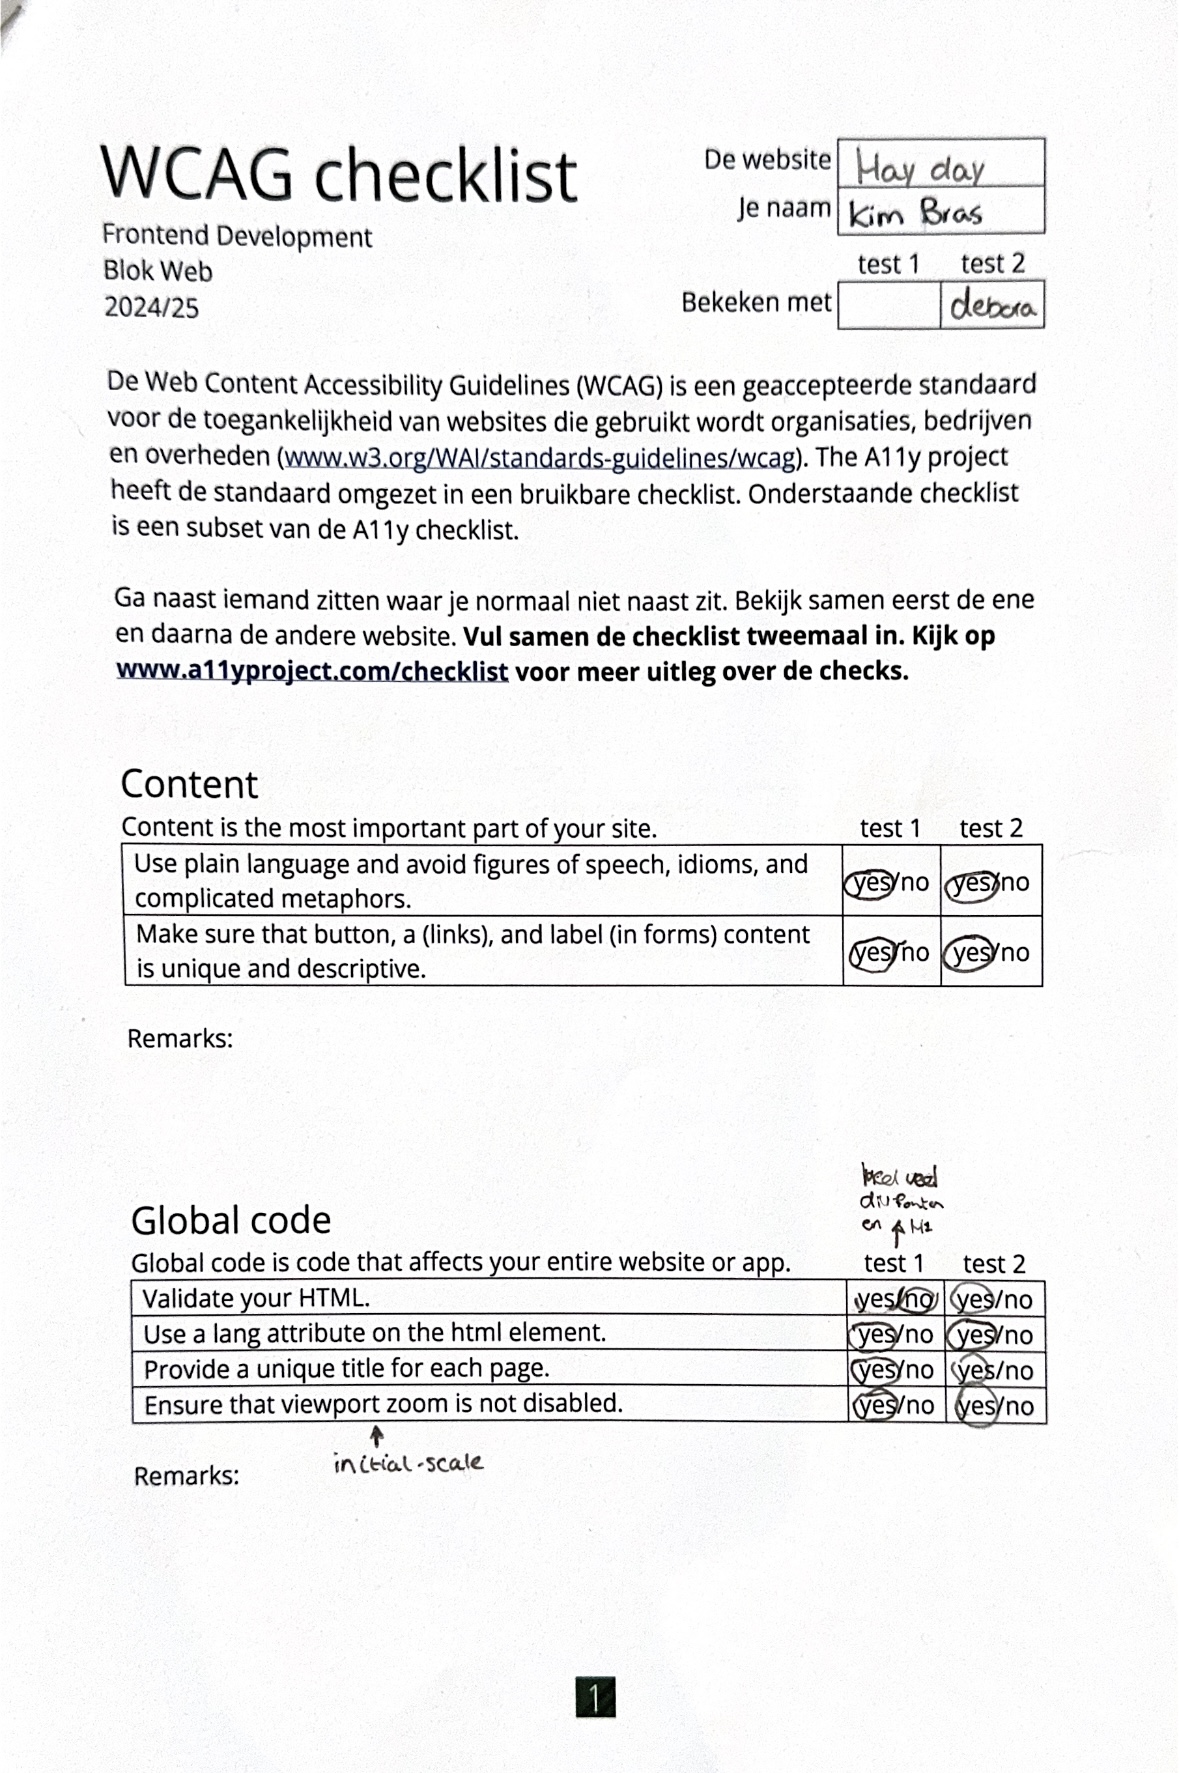 WCAG checklist
Frontend Development
Blok Web
2024/25
De website Hay day
Je naam Kim Bras
test 1 test 2
Bekeken met debora
De Web Content Accessibility Guidelines (WCAG) is een geaccepteerde standaard
voor de toegankelijkheid van websites die gebruikt wordt organisaties, bedrijven
en overheden (www.w3.org/WAI/standards-guidelines/wcag). The A11y project
heeft de standaard omgezet in een bruikbare checklist. Onderstaande checklist
is een subset van de A11y checklist.
Ga naast iemand zitten waar je normaal niet naast zit. Bekijk samen eerst de ene
en daarna de andere website. Vul samen de checklist tweemaal in. Kijk op
www.a11yproject.com/checklist voor meer uitleg over de checks.
Content
Content is the most important part of your site. test 1 test 2
Use plain language and avoid figures of speech, idioms, and
complicated metaphors. yes/no yes/no
Make sure that button, a (links), and label (in forms) content
is unique and descriptive. yes/no yes/no
Remarks:
heel veel
div fouten
en H1
Global code
Global code is code that affects your entire website or app. test 1 test 2
Validate your HTML. yes/no yes/no
Use a lang attribute on the html element. yes/no yes/no
Provide a unique title for each page. yes/no yes/no
Ensure that viewport zoom is not disabled. yes/no yes/no
initial-scale
Remarks:
1